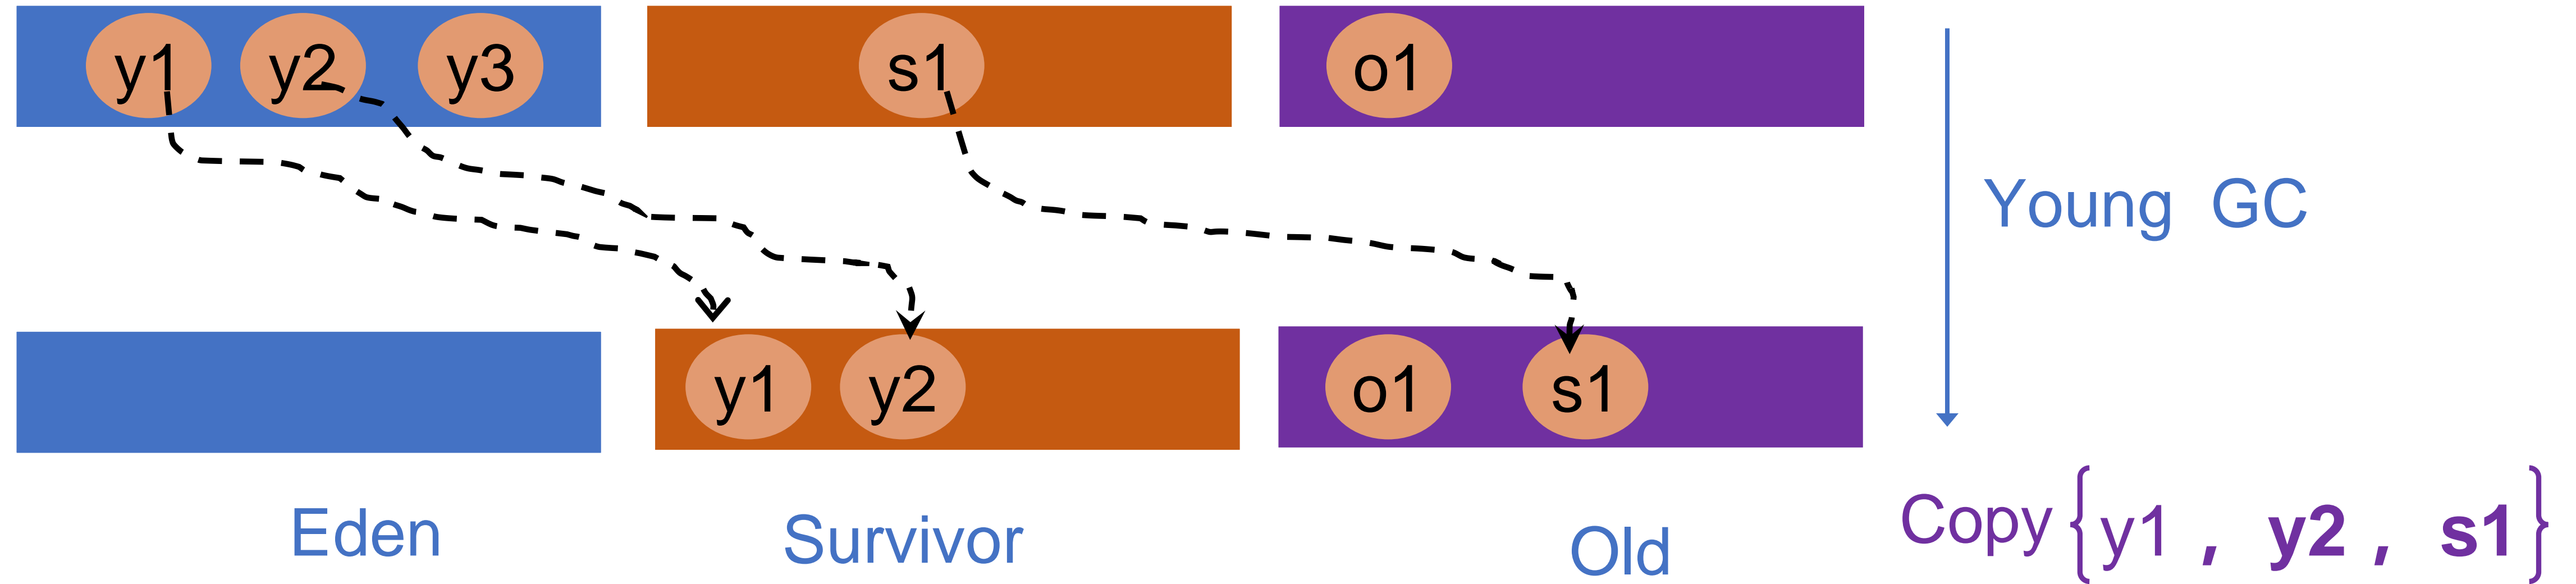 y1 y2 y3 s1 o1
Young GC
y1 y2 o1 s1
Eden Survivor Old
Copy{y1 , y2 , s1}